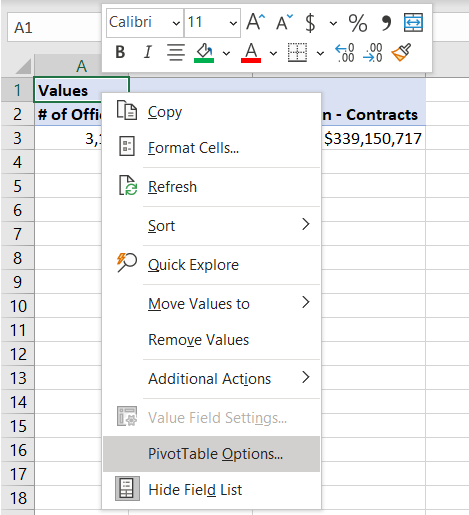 A1
Calibri 11 A^ A˅ $ % ,
B I A .00
A
1 Values
2 # of Offi n - Contracts
3 3, $339,150,717
4
5
6
7
8
9
10
11
12
13
14
15
16
17
18
Copy
Format Cells...
Refresh
Sort
Quick Explore
Move Values to
Remove Values
Additional Actions
Value Field Settings...
PivotTable Options...
Hide Field List